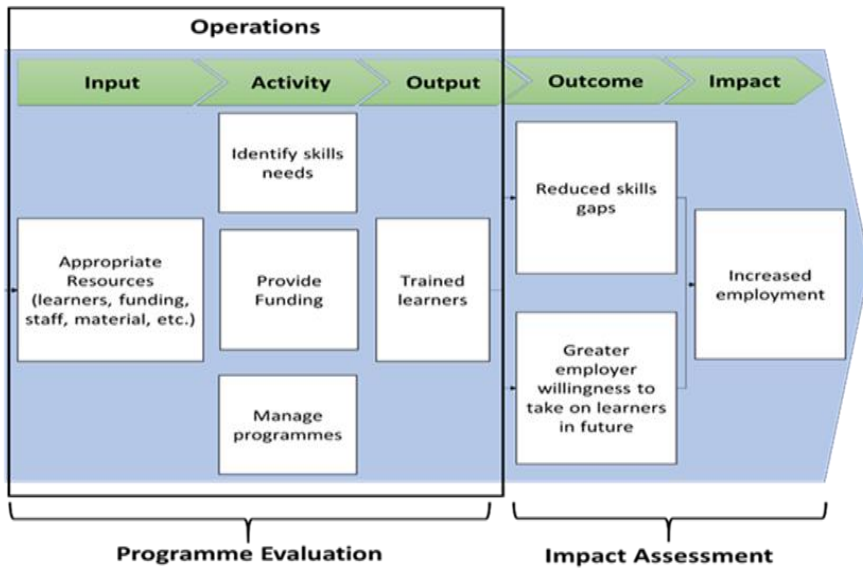 Operations
Input
Activity
Output
Outcome
Impact
Appropriate
Resources
(learners, funding,
staff, material, etc.)
Identify skills
needs
Provide
Funding
Manage
programmes
Trained
learners
Reduced skills
gaps
Greater
employer
willingness to
take on learners
in future
Increased
employment
Programme Evaluation
Impact Assessment